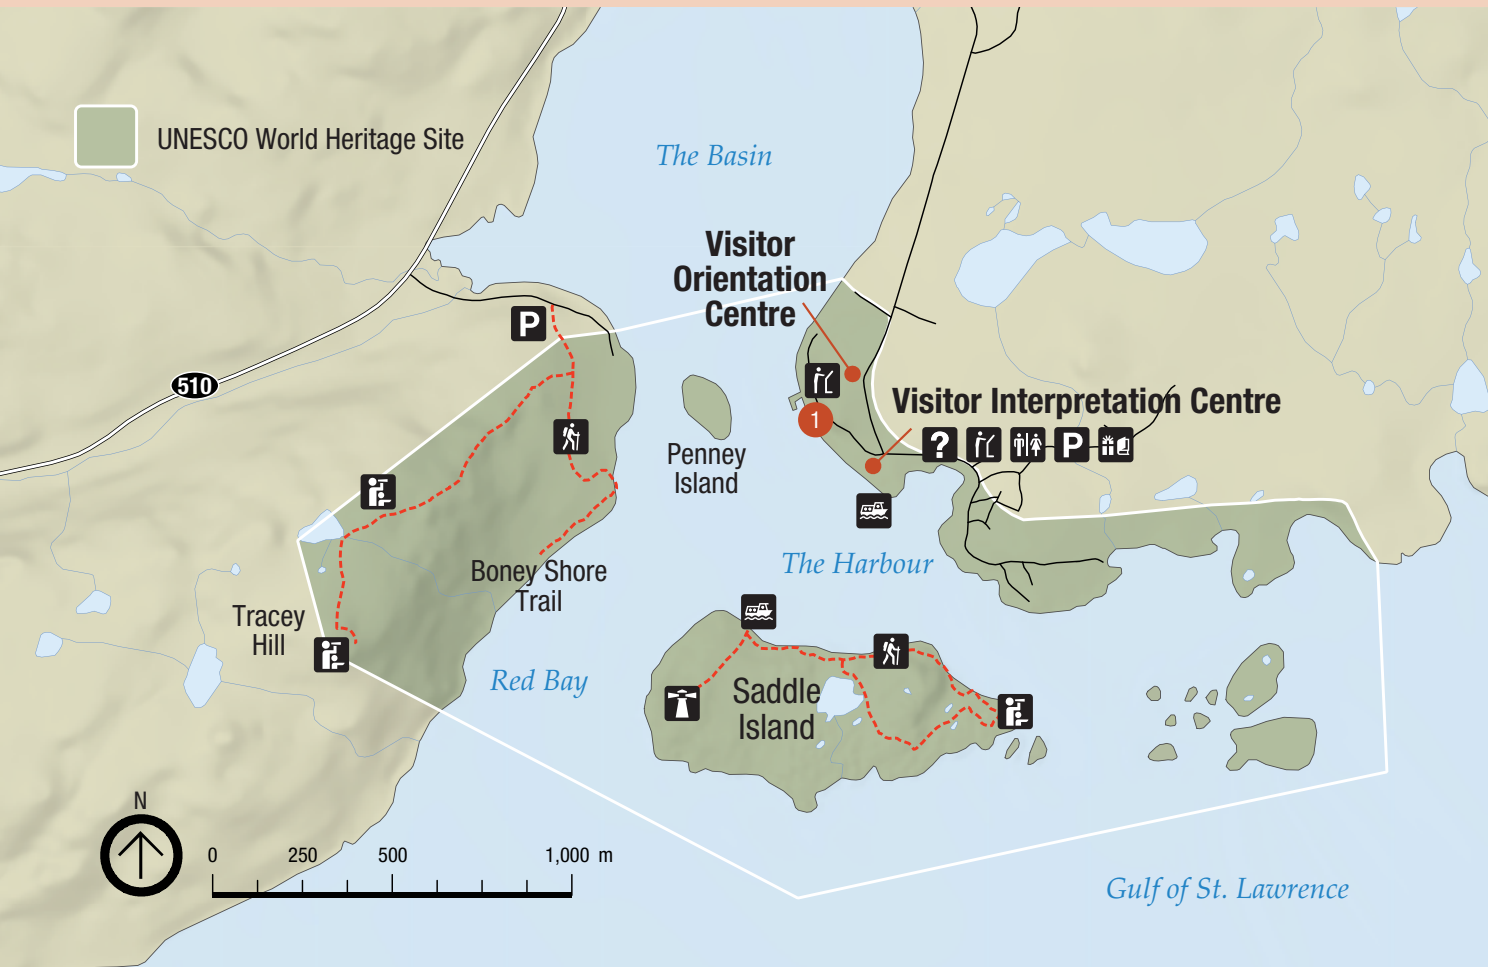 UNESCO World Heritage Site
The Basin
Visitor
Orientation
Centre
P
510
1
Visitor Interpretation Centre
?
P
Penney
Island
The Harbour
Boney Shore
Trail
Tracey
Hill
Red Bay
Saddle
Island
N
0 250 500 1,000 m
Gulf of St. Lawrence